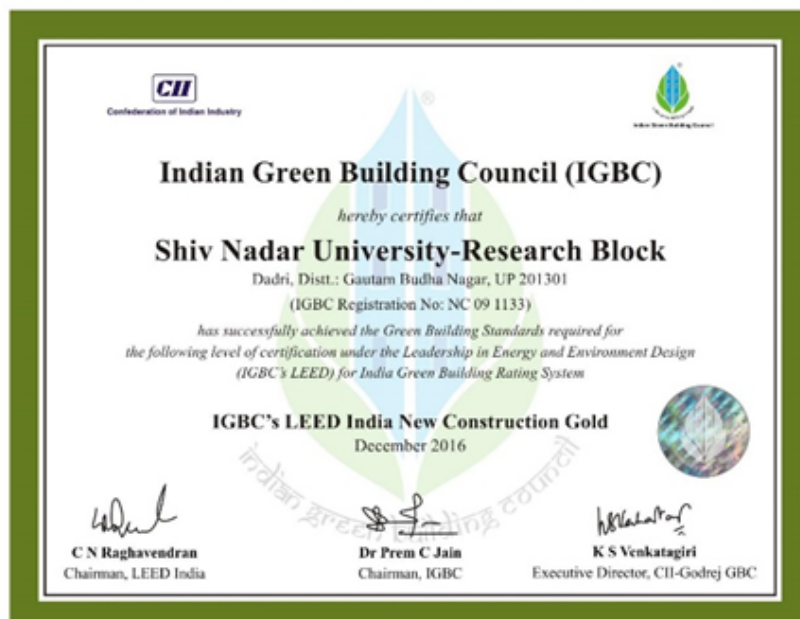 CII
Confederation of Indian Industry
Indian Green Building Council
Indian Green Building Council (IGBC)
hereby certifies that
Shiv Nadar University-Research Block
Dadri, Distt.: Gautam Budha Nagar, UP 201301
(IGBC Registration No: NC 09 1133)
has successfully achieved the Green Building Standards required for
the following level of certification under the Leadership in Energy and Environment Design
(IGBC's LEED) for India Green Building Rating System
IGBC's LEED India New Construction Gold
December 2016
indian green building council
C N Raghavendran
Chairman, LEED India
Dr Prem C Jain
Chairman, IGBC
K S Venkatagiri
Executive Director, CII-Godrej GBC